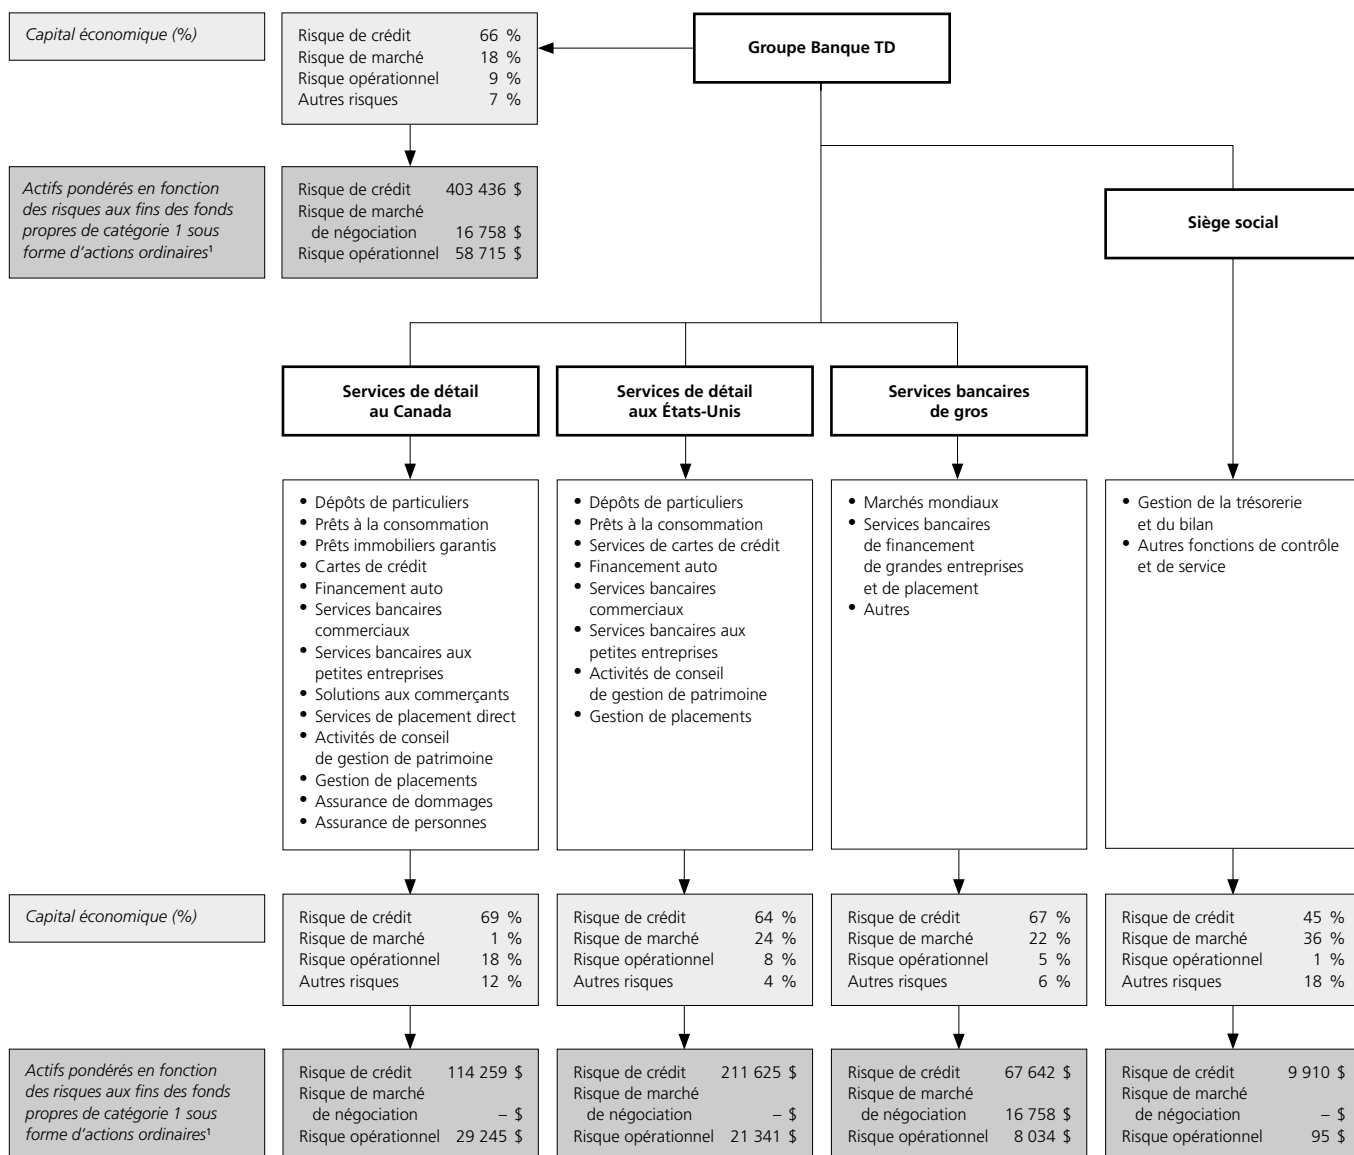 Capital économique (%)
Risque de crédit 66 %
Risque de marché 18 %
Risque opérationnel 9 %
Autres risques 7 %
Groupe Banque TD
Actifs pondérés en fonction
des risques aux fins des fonds
propres de catégorie 1 sous
forme d'actions ordinaires¹
Risque de crédit 403 436 $
Risque de marché
de négociation 16 758 $
Risque opérationnel 58 715 $
Siège social
Services de détail
au Canada
Services de détail
aux États-Unis
Services bancaires
de gros
• Dépôts de particuliers
• Prêts à la consommation
• Prêts immobiliers garantis
• Cartes de crédit
• Financement auto
• Services bancaires
commerciaux
• Services bancaires aux
petites entreprises
• Solutions aux commerçants
• Services de placement direct
• Activités de conseil
de gestion de patrimoine
• Gestion de placements
• Assurance de dommages
• Assurance de personnes
• Dépôts de particuliers
• Prêts à la consommation
• Services de cartes de crédit
• Financement auto
• Services bancaires
commerciaux
• Services bancaires aux
petites entreprises
• Activités de conseil
de gestion de patrimoine
• Gestion de placements
• Marchés mondiaux
• Services bancaires
de financement
de grandes entreprises
et de placement
• Autres
• Gestion de la trésorerie
et du bilan
• Autres fonctions de contrôle
et de service
Capital économique (%)
Risque de crédit 69 %
Risque de marché 1 %
Risque opérationnel 18 %
Autres risques 12 %
Risque de crédit 64 %
Risque de marché 24 %
Risque opérationnel 8 %
Autres risques 4 %
Risque de crédit 67 %
Risque de marché 22 %
Risque opérationnel 5 %
Autres risques 6 %
Risque de crédit 45 %
Risque de marché 36 %
Risque opérationnel 1 %
Autres risques 18 %
Actifs pondérés en fonction
des risques aux fins des fonds
propres de catégorie 1 sous
forme d'actions ordinaires¹
Risque de crédit 114 259 $
Risque de marché
de négociation – $
Risque opérationnel 29 245 $
Risque de crédit 211 625 $
Risque de marché
de négociation – $
Risque opérationnel 21 341 $
Risque de crédit 67 642 $
Risque de marché
de négociation 16 758 $
Risque opérationnel 8 034 $
Risque de crédit 9 910 $
Risque de marché
de négociation – $
Risque opérationnel 95 $